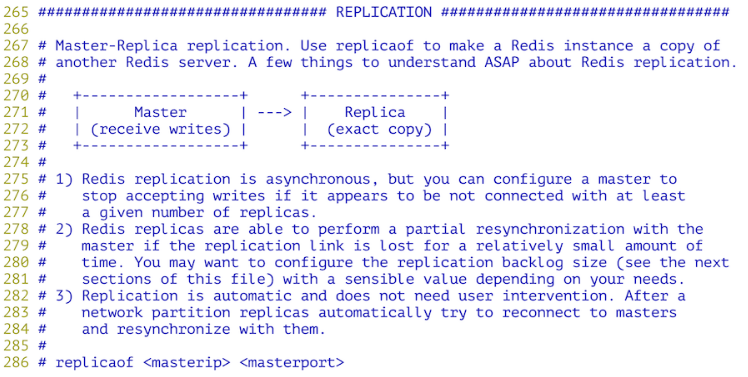 265 ################################# REPLICATION #################################
266
267 # Master-Replica replication. Use replicaof to make a Redis instance a copy of
268 # another Redis server. A few things to understand ASAP about Redis replication.
269 #
270 #   +------------------+      +---------------+
271 #   |      Master      | ---> |    Replica    |
272 #   | (receive writes) |      |  (exact copy) |
273 #   +------------------+      +---------------+
274 #
275 # 1) Redis replication is asynchronous, but you can configure a master to
276 #    stop accepting writes if it appears to be not connected with at least
277 #    a given number of replicas.
278 # 2) Redis replicas are able to perform a partial resynchronization with the
279 #    master if the replication link is lost for a relatively small amount of
280 #    time. You may want to configure the replication backlog size (see the next
281 #    sections of this file) with a sensible value depending on your needs.
282 # 3) Replication is automatic and does not need user intervention. After a
283 #    network partition replicas automatically try to reconnect to masters
284 #    and resynchronize with them.
285 #
286 # replicaof <masterip> <masterport>